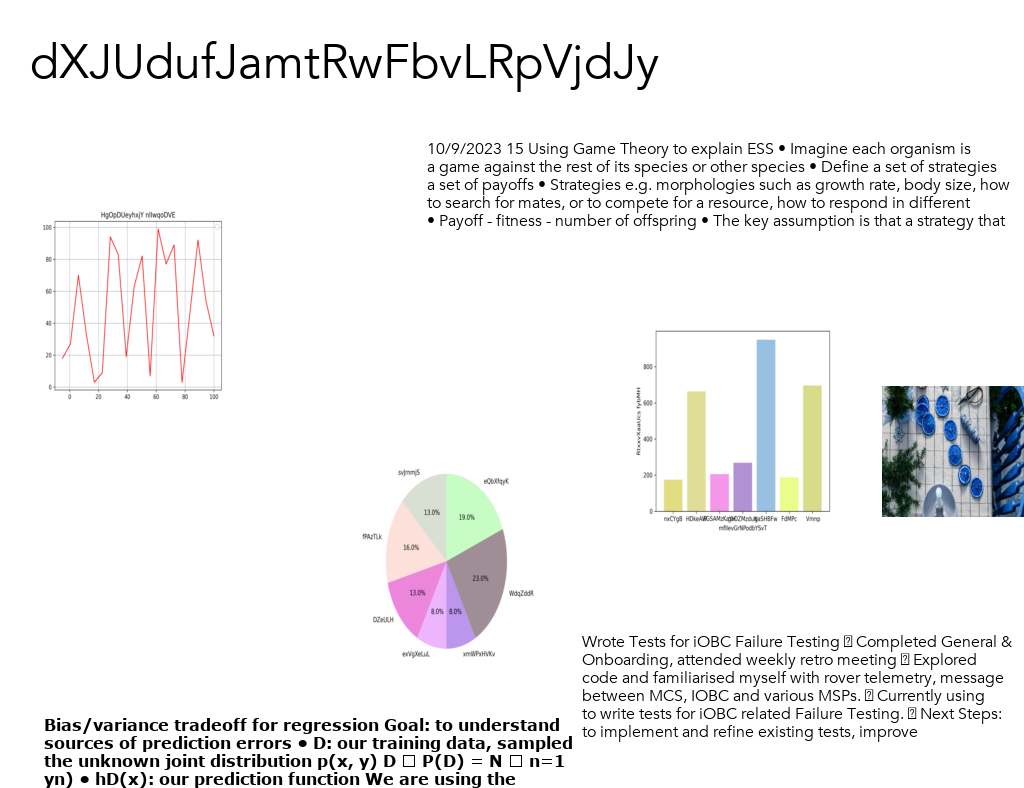 dXJUdufJamtRwFbvLRpVjdJy
10/9/2023 15 Using Game Theory to explain ESS • Imagine each organism is
a game against the rest of its species or other species • Define a set of strategies
a set of payoffs • Strategies e.g. morphologies such as growth rate, body size, how
to search for mates, or to compete for a resource, how to respond in different
• Payoff - fitness - number of offspring • The key assumption is that a strategy that
100
80
60
40
20
0
0 20 40 60 80 100
800
600
400
200
0
nxCYgB
FdMPc Vmnp
svJmmjS
eQbXfqyK
fPAzTLk
WdqZddR
DZeULH
exVgXeLuL
xmWPxHVKv
13.0%
19.0%
16.0%
23.0%
13.0%
8.0% 8.0%
Wrote Tests for iOBC Failure Testing Completed General &
Onboarding, attended weekly retro meeting Explored
code and familiarised myself with rover telemetry, message
between MCS, IOBC and various MSPs. Currently using
to write tests for iOBC related Failure Testing. Next Steps:
to implement and refine existing tests, improve
Bias/variance tradeoff for regression Goal: to understand
sources of prediction errors • D: our training data, sampled
the unknown joint distribution p(x, y) D □ P(D) = N □ n=1
yn) • hD(x): our prediction function We are using the